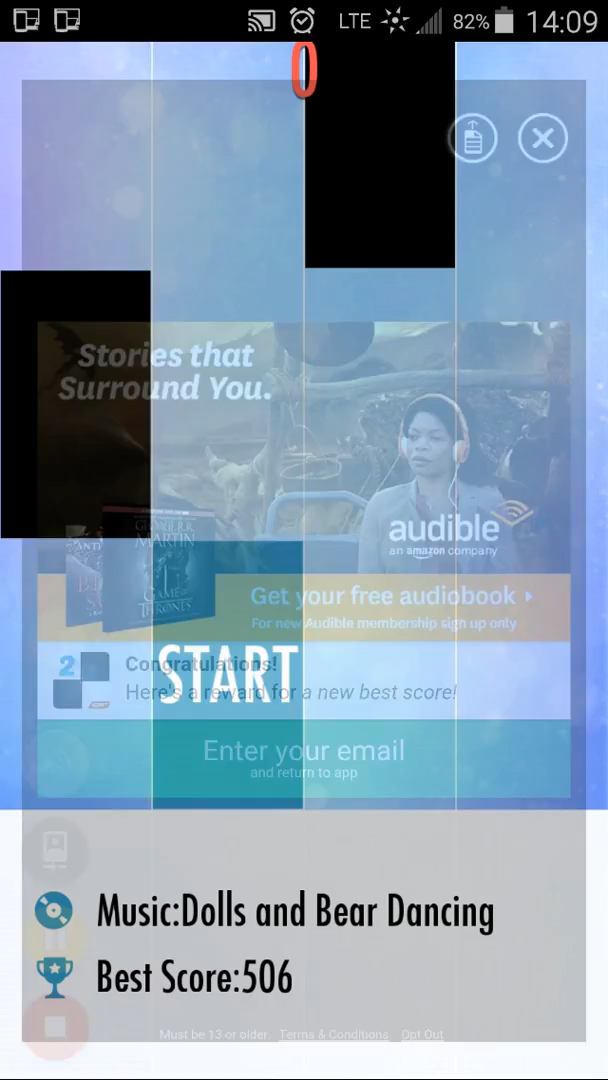 LTE 82% 14:09
0
Stories that
Surround You.
GEORGE R.R.
MARTIN
GAME
THRONES
audible
an amazon company
Get your free audiobook
For new Audible membership sign up only
2
Congratulations!
Here's a reward for a new best score!
START
Enter your email
and return to app
Music:Dolls and Bear Dancing
Best Score:506
Must be 13 or older. Terms & Conditions Opt Out